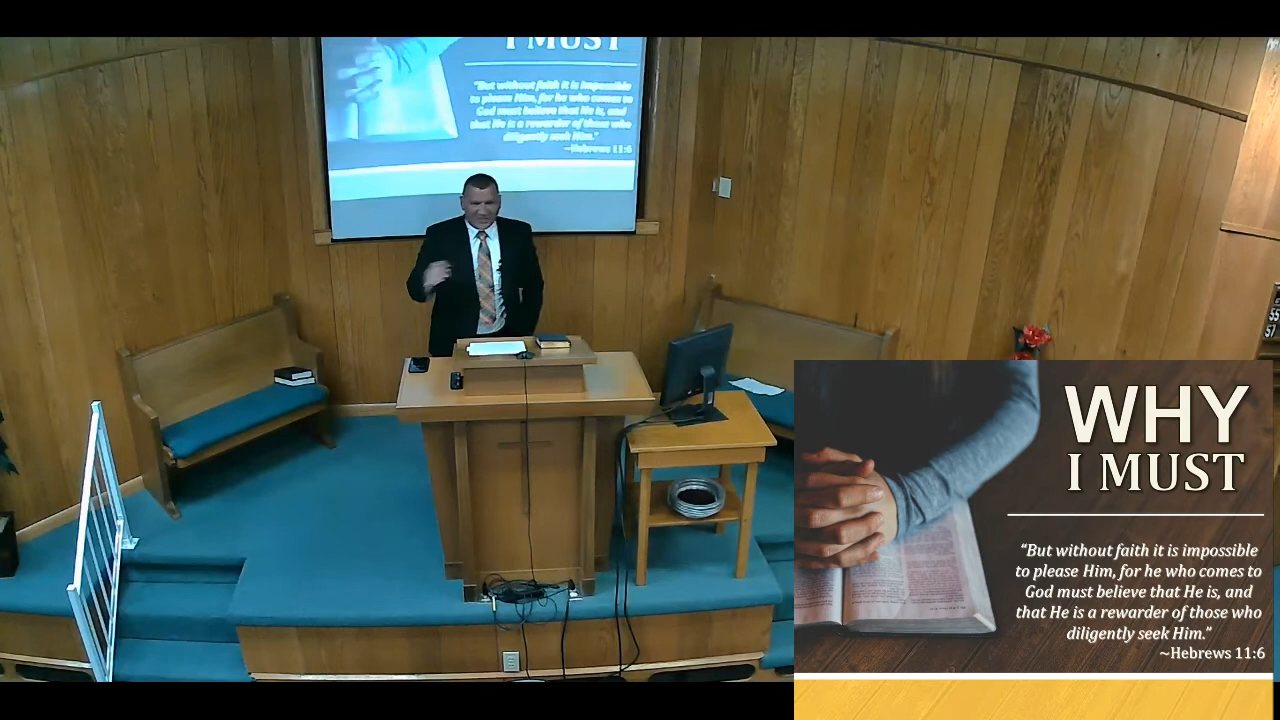 I MUST
"But without faith it is impossible
to please Him, for he who comes to
God must believe that He is, and
that He is a rewarder of those who
diligently seek Him."
~Hebrews 11:6
55
57
WHY
I MUST
"But without faith it is impossible
to please Him, for he who comes to
God must believe that He is, and
that He is a rewarder of those who
diligently seek Him."
~Hebrews 11:6